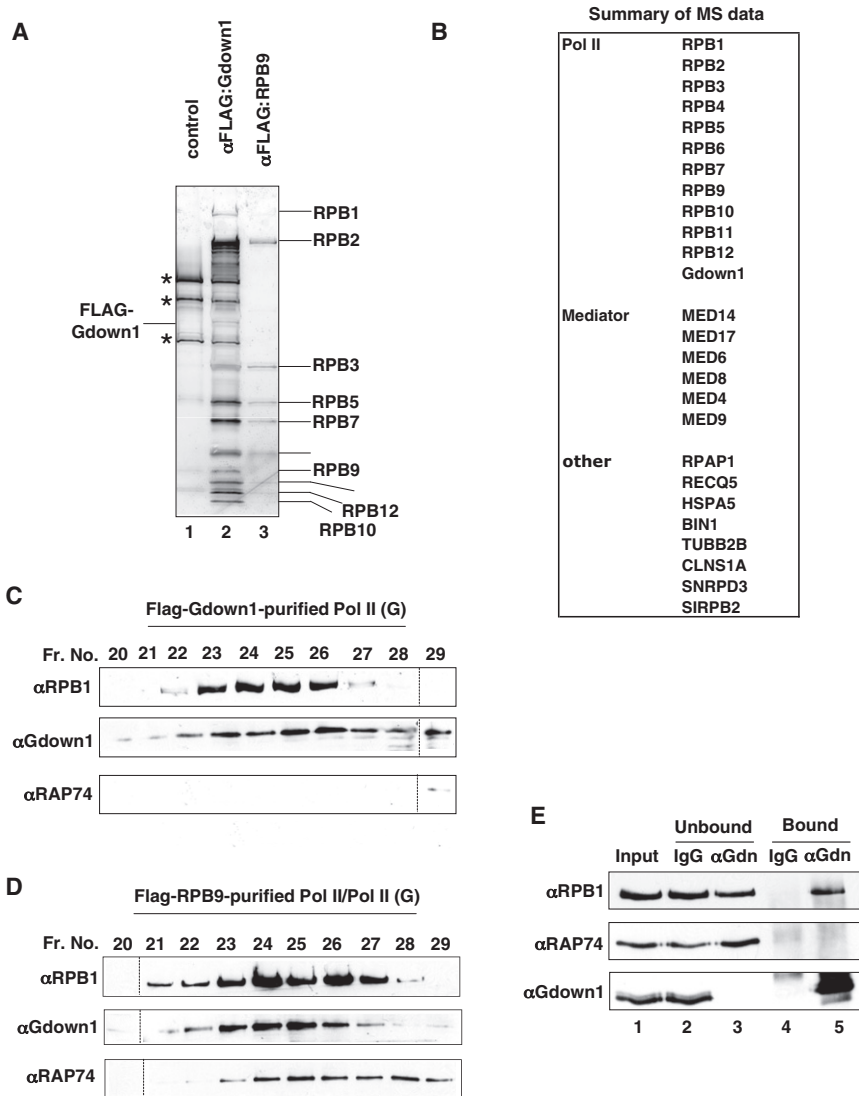 A
control
αFLAG:Gdown1
αFLAG:RPB9
RPB1
RPB2
*
*
FLAG-
Gdown1
*
RPB3
RPB5
RPB7
RPB9
RPB12
RPB10
1 2 3
B
Summary of MS data
Pol II RPB1
RPB2
RPB3
RPB4
RPB5
RPB6
RPB7
RPB9
RPB10
RPB11
RPB12
Gdown1
Mediator MED14
MED17
MED6
MED8
MED4
MED9
other RPAP1
RECQ5
HSPA5
BIN1
TUBB2B
CLNS1A
SNRPD3
SIRPB2
C
Flag-Gdown1-purified Pol II (G)
Fr. No. 20 21 22 23 24 25 26 27 28 29
αRPB1
αGdown1
αRAP74
D
Flag-RPB9-purified Pol II/Pol II (G)
Fr. No. 20 21 22 23 24 25 26 27 28 29
αRPB1
αGdown1
αRAP74
E
Unbound Bound
Input IgG αGdn IgG αGdn
αRPB1
αRAP74
αGdown1
1 2 3 4 5